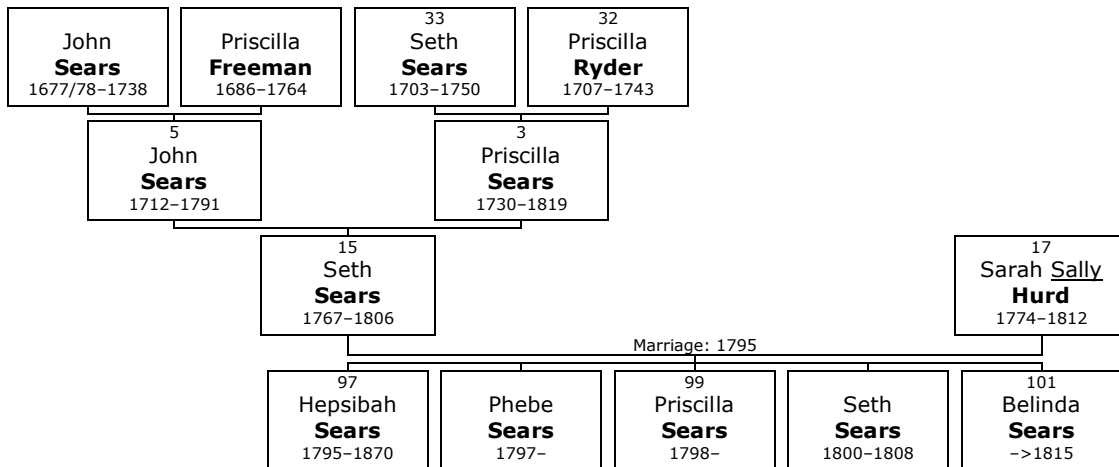 John
Sears
1677/78–1738
Priscilla
Freeman
1686–1764
33
Seth
Sears
1703–1750
32
Priscilla
Ryder
1707–1743
5
John
Sears
1712–1791
3
Priscilla
Sears
1730–1819
15
Seth
Sears
1767–1806
17
Sarah Sally
Hurd
1774–1812
Marriage: 1795
97
Hepsibah
Sears
1795–1870
Phebe
Sears
1797–
99
Priscilla
Sears
1798–
Seth
Sears
1800–1808
101
Belinda
Sears
–>1815